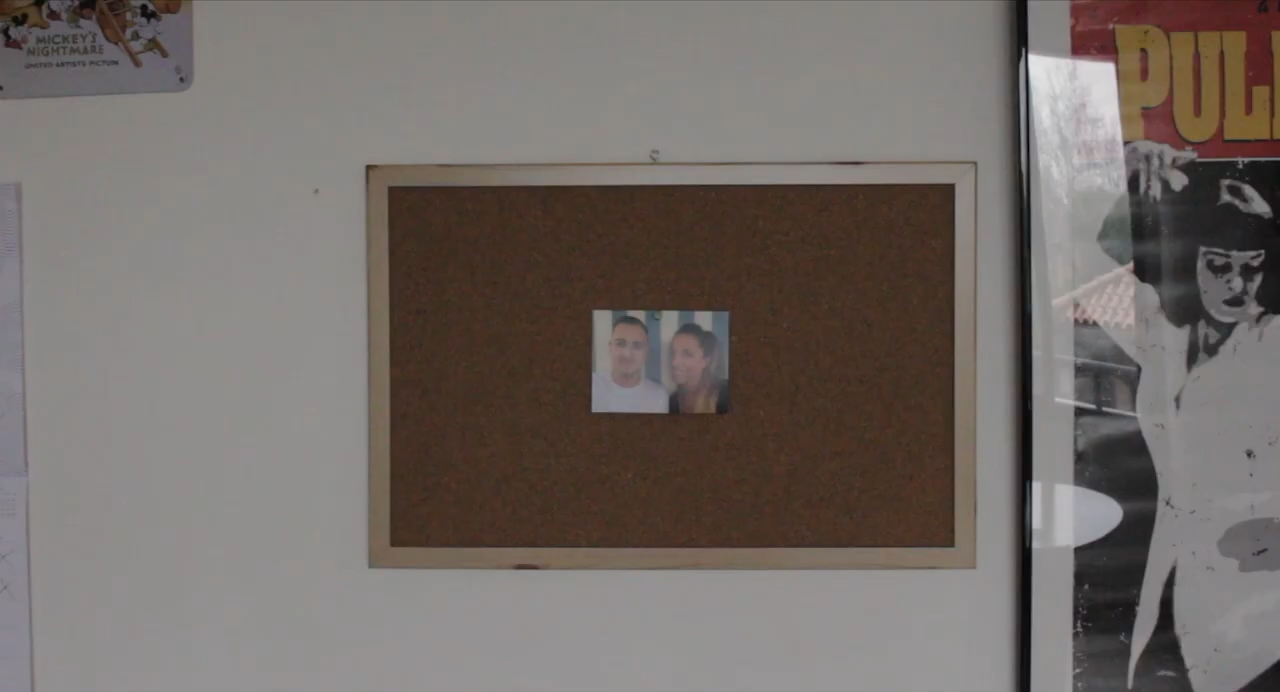 MICKEY'S
NIGHTMARE
UNITED ARTISTS PICTURE
PUL